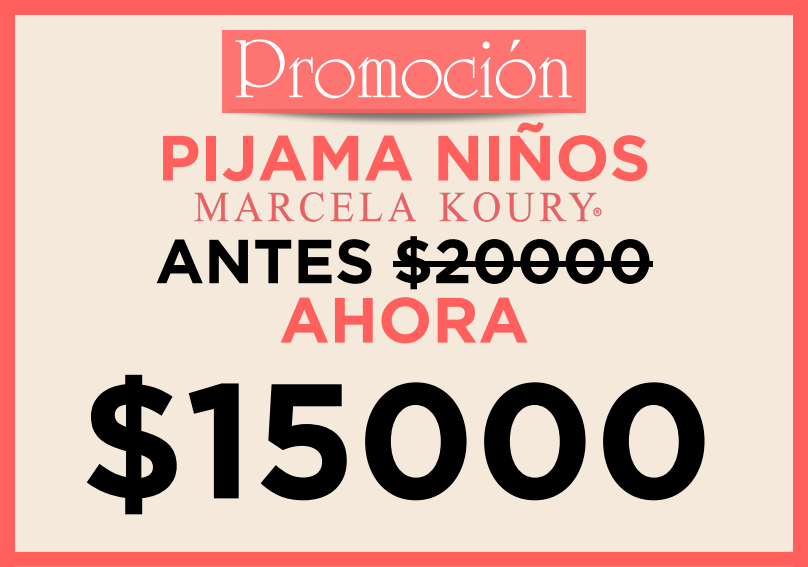 Promoción
PIJAMA NIÑOS
MARCELA KOURY®
ANTES $20000
AHORA
$15000